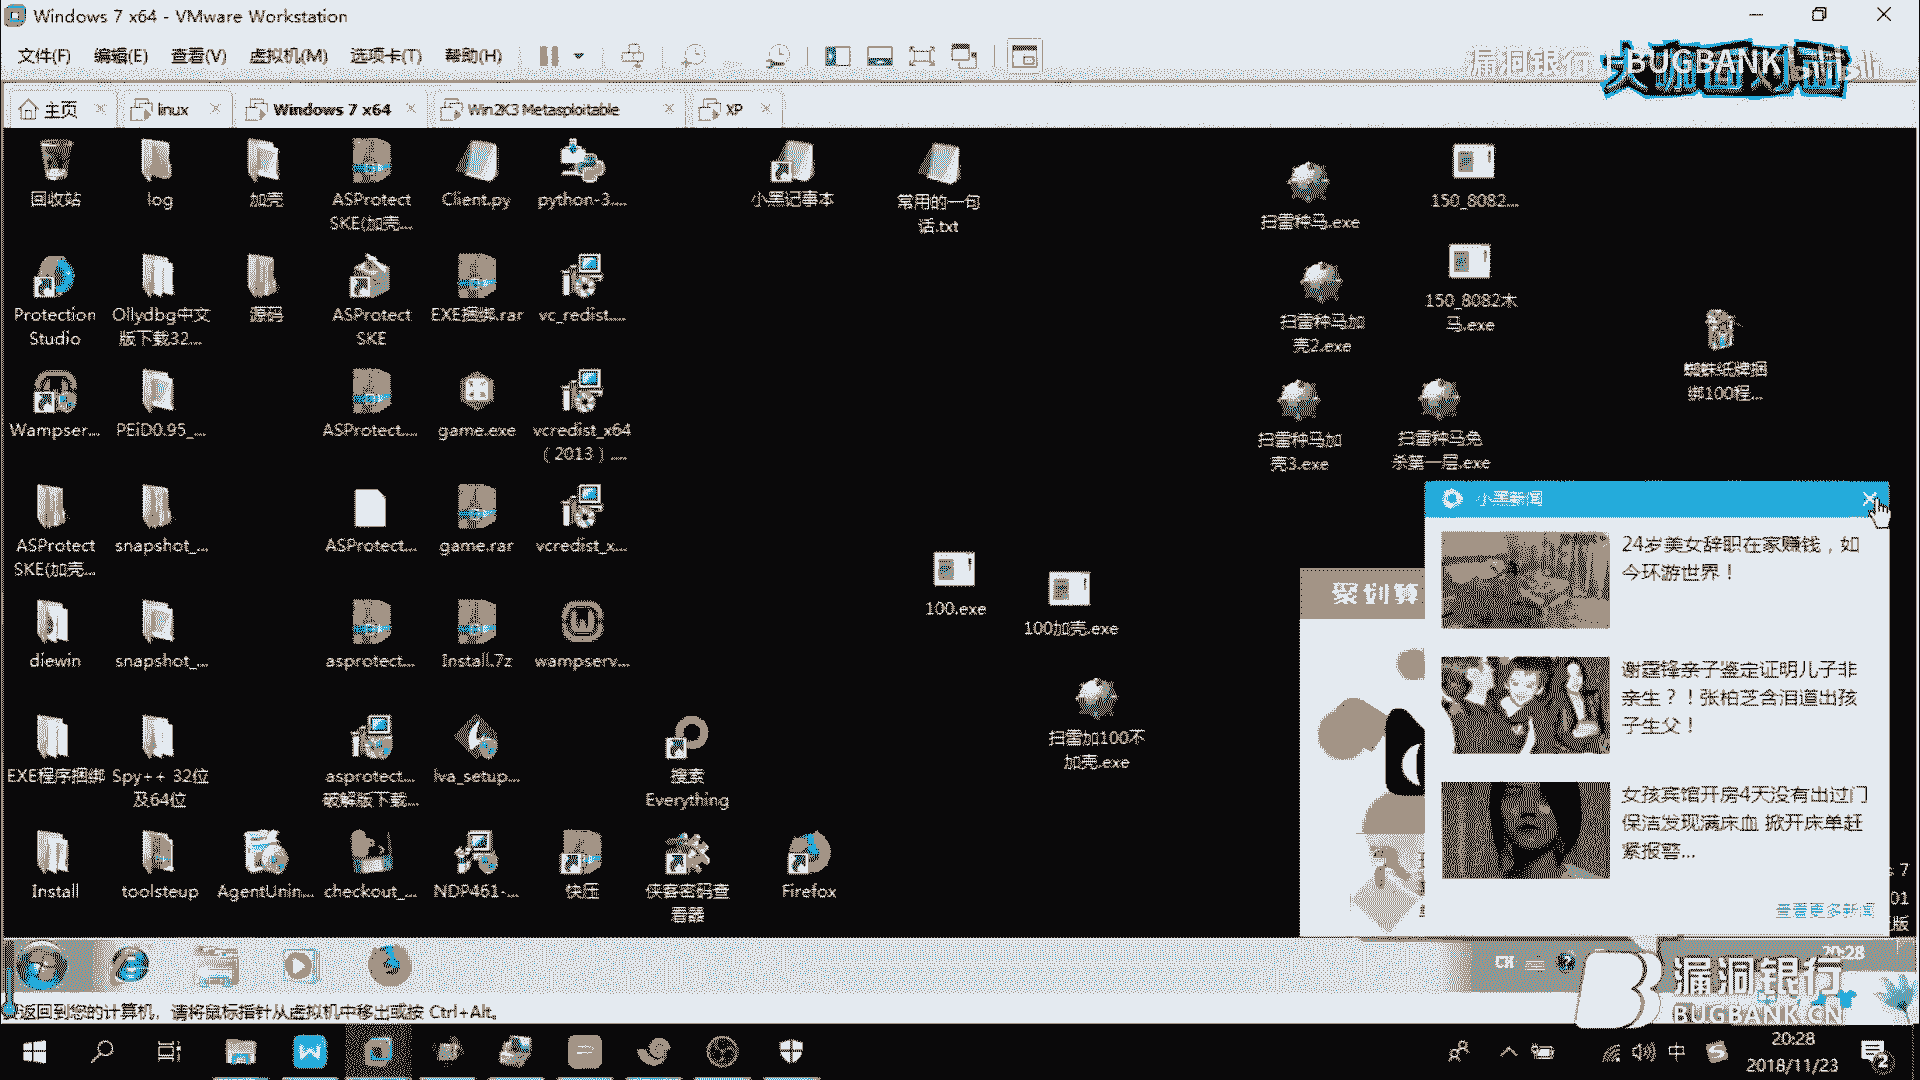 Windows 7 x64 - VMware Workstation
文件(F) 编辑(E) 查看(V) 虚拟机(M) 选项卡(T) 帮助(H)
漏洞银行 BUGBANK
大咖面对面
主页 linux Windows 7 x64 Win2K3 Metasploitable XP
回收站
log
加壳
ASProtect
SKE(加壳...
Client.py
python-3....
小黑记事本
常用的一句
话.txt
扫雷种马.exe
150_8082...
Protection
Studio
Ollydbg中文
版下载32...
源码
ASProtect
SKE
EXE捆绑.rar
vc_redist....
扫雷种马加
壳2.exe
150_8082木
马.exe
蜘蛛纸牌捆
绑100程...
Wampser...
PEiD0.95_...
ASProtect....
game.exe
vcredist_x64
(2013)....
扫雷种马加
壳3.exe
扫雷种马免
杀第一层.exe
ASProtect
SKE(加壳...
snapshot_...
ASProtect...
game.rar
vcredist_x...
100.exe
100加壳.exe
diewin
snapshot_...
asprotect...
Install.7z
wampserv...
扫雷加100不
加壳.exe
EXE程序捆绑
Spy++ 32位
及64位
asprotect...
破解版下载...
lva_setup...
搜索
Everything
Install
toolsteup
AgentUnin...
checkout_...
NDP461-...
快压
侠客密码查
看器
Firefox
聚划算
小黑新闻
24岁美女辞职在家赚钱，如
今环游世界！
谢霆锋亲子鉴定证明儿子非
亲生？！张柏芝含泪道出孩
子生父！
女孩宾馆开房4天没有出过门
保洁发现满床血 掀开床单赶
紧报警...
查看更多新闻
CH
20:28
漏洞银行
BUGBANK.CN
返回到您的计算机，请将鼠标指针从虚拟机中移出或按 Ctrl+Alt。
中
20:28
2018/11/23
2